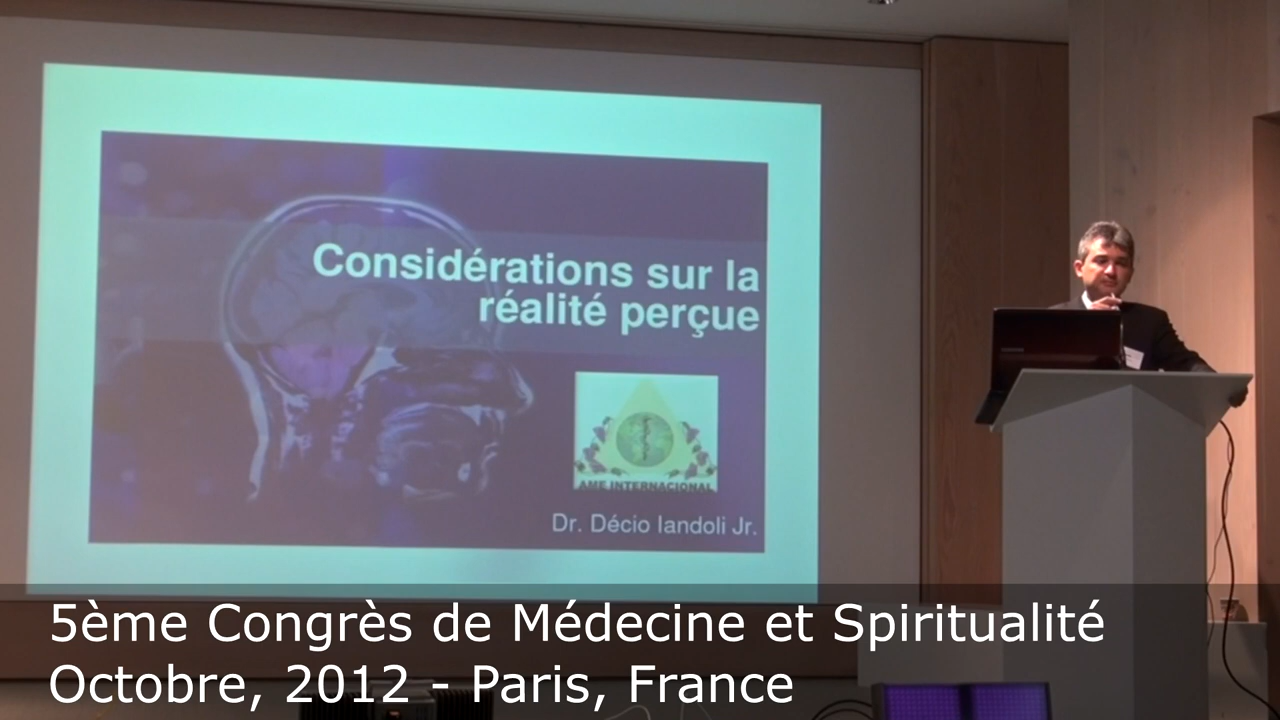 Considérations sur la
réalité perçue
AME INTERNACIONAL
Dr. Décio Iandoli Jr.
5ème Congrès de Médecine et Spiritualité
Octobre, 2012 - Paris, France